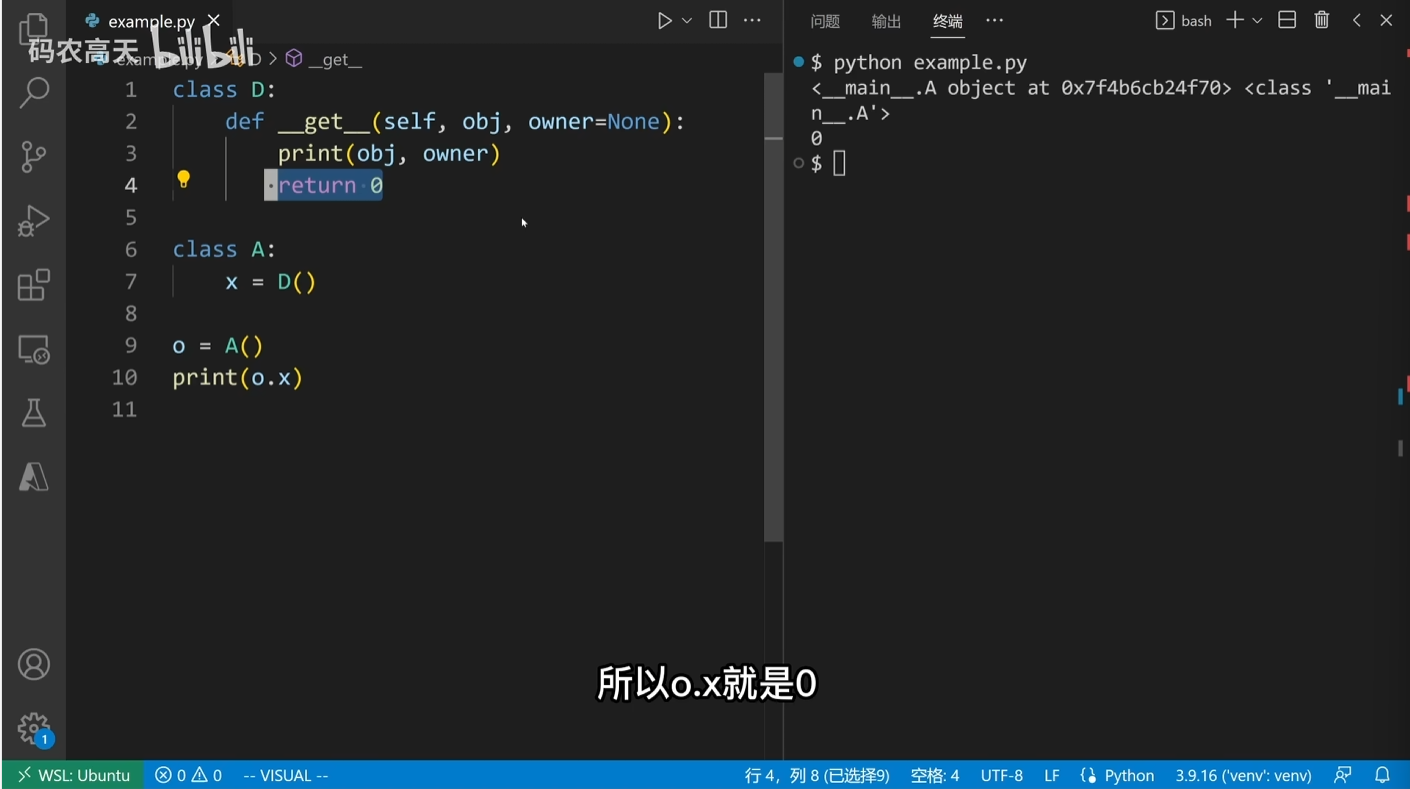 example.py
问题 输出 终端 ···
bash
码农高天 bilibili
example.py > D > __get__
1 class D:
2     def __get__(self, obj, owner=None):
3         print(obj, owner)
4         return 0
5
6 class A:
7     x = D()
8
9 o = A()
10 print(o.x)
11
$ python example.py
<__main__.A object at 0x7f4b6cb24f70> <class '__mai
n__.A'>
0
$
所以o.x就是0
1
WSL: Ubuntu 0 0 -- VISUAL -- 行 4，列 8 (已选择9) 空格: 4 UTF-8 LF Python 3.9.16 ('venv': venv)